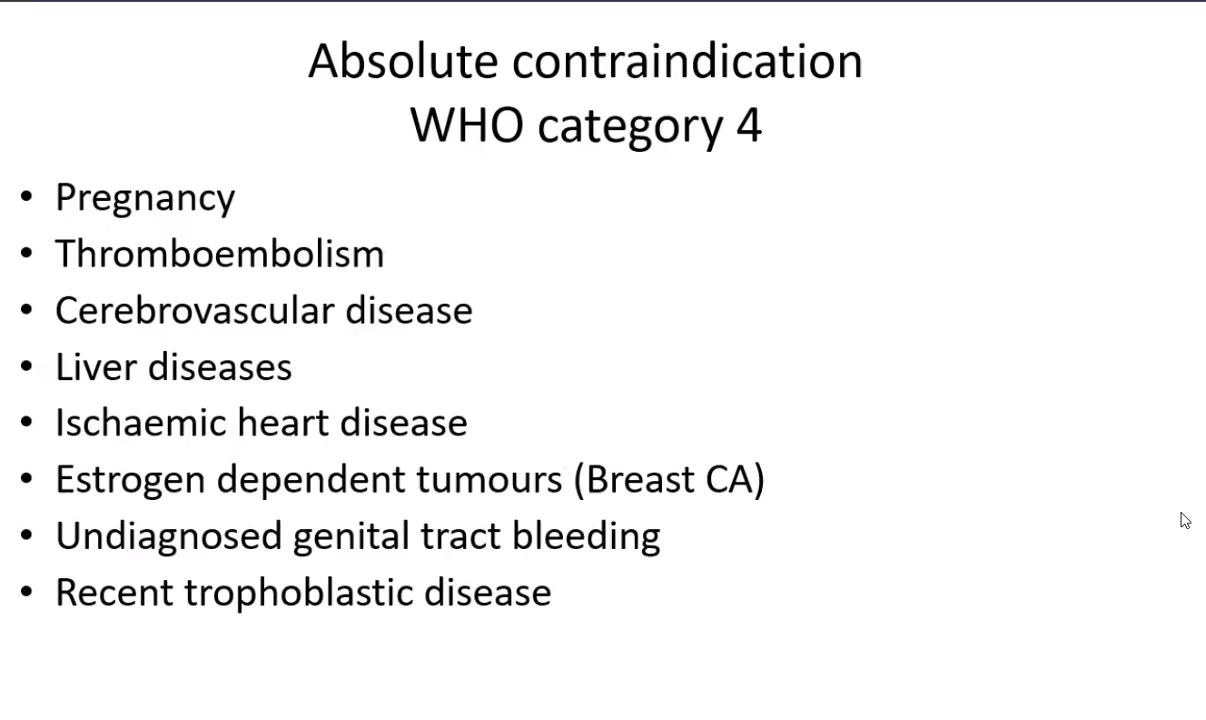 Absolute contraindication
WHO category 4
• Pregnancy
• Thromboembolism
• Cerebrovascular disease
• Liver diseases
• Ischaemic heart disease
• Estrogen dependent tumours (Breast CA)
• Undiagnosed genital tract bleeding
• Recent trophoblastic disease